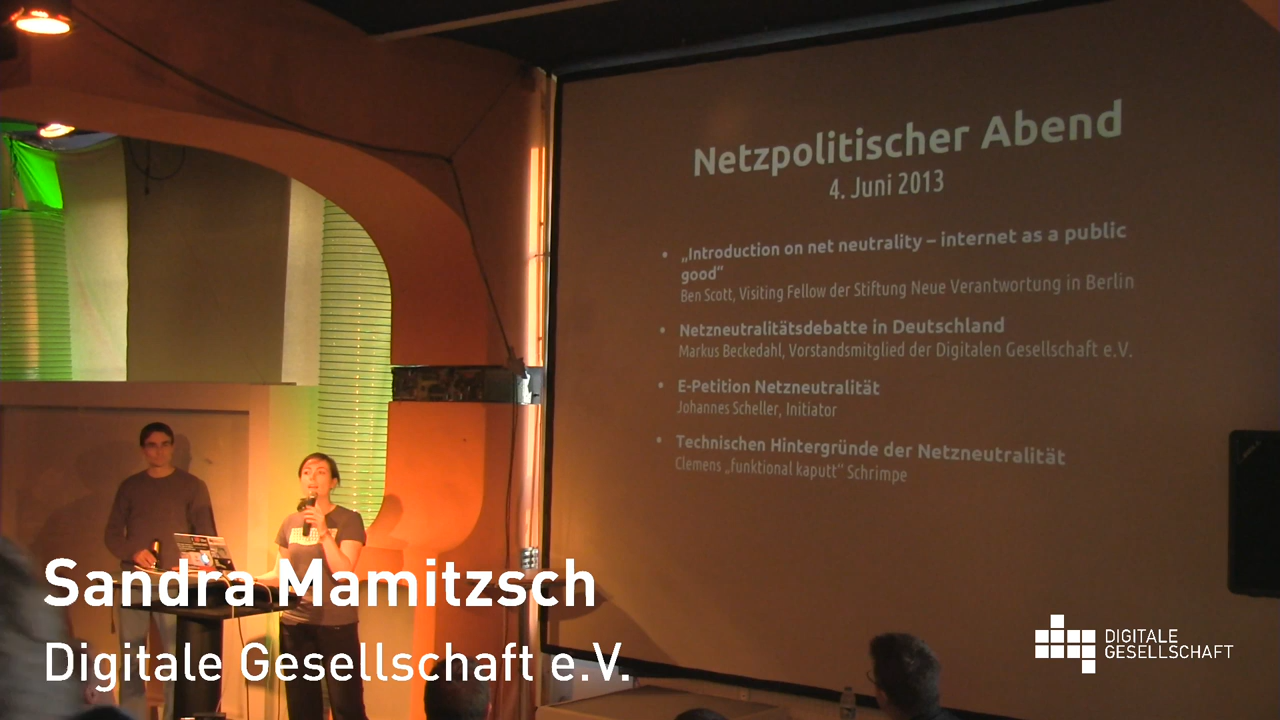 Netzpolitischer Abend
4. Juni 2013
• „Introduction on net neutrality – internet as a public
good“
Ben Scott, Visiting Fellow der Stiftung Neue Verantwortung in Berlin
• Netzneutralitätsdebatte in Deutschland
Markus Beckedahl, Vorstandsmitglied der Digitalen Gesellschaft e.V.
• E-Petition Netzneutralität
Johannes Scheller, Initiator
• Technischen Hintergründe der Netzneutralität
Clemens „funktional kaputt“ Schrimpe
Sandra Mamitzsch
Digitale Gesellschaft e.V.
DIGITALE
GESELLSCHAFT